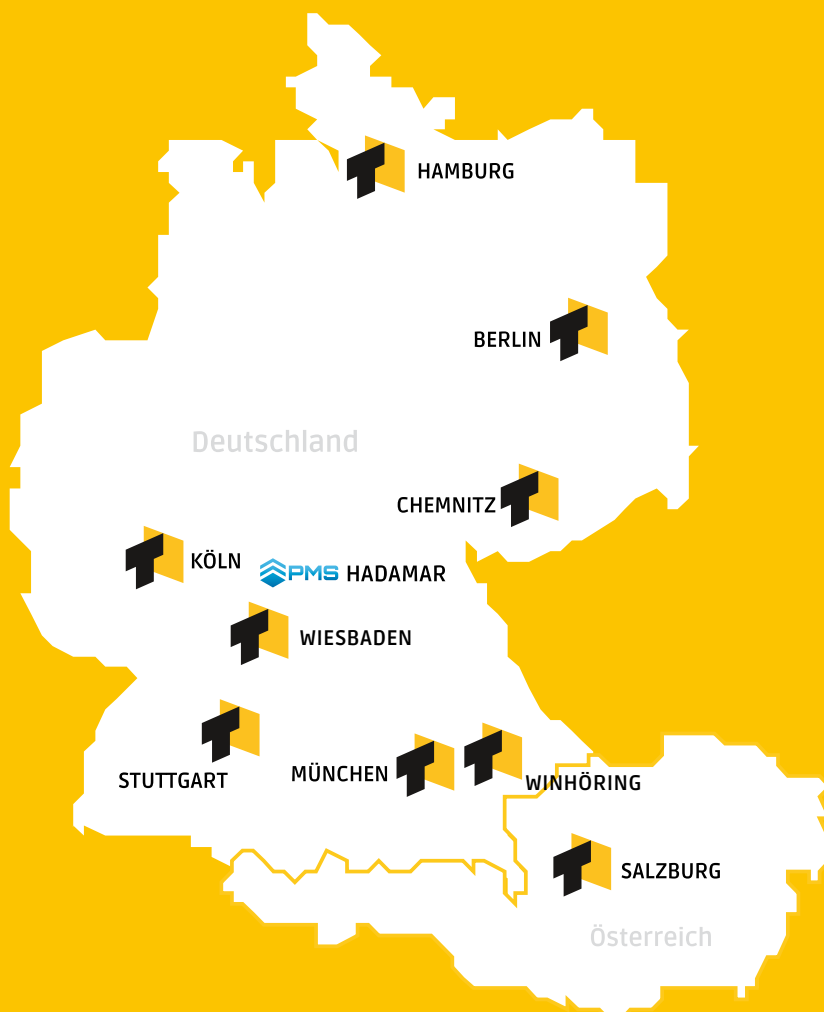 HAMBURG
BERLIN
Deutschland
CHEMNITZ
KÖLN
PMS HADAMAR
WIESBADEN
STUTTGART
MÜNCHEN
WINHÖRING
SALZBURG
Österreich